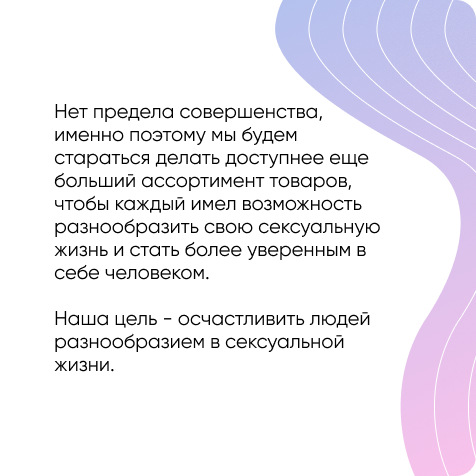 Нет предела совершенства,
именно поэтому мы будем
стараться делать доступнее еще
больший ассортимент товаров,
чтобы каждый имел возможность
разнообразить свою сексуальную
жизнь и стать более уверенным в
себе человеком.
Наша цель - осчастливить людей
разнообразием в сексуальной
жизни.